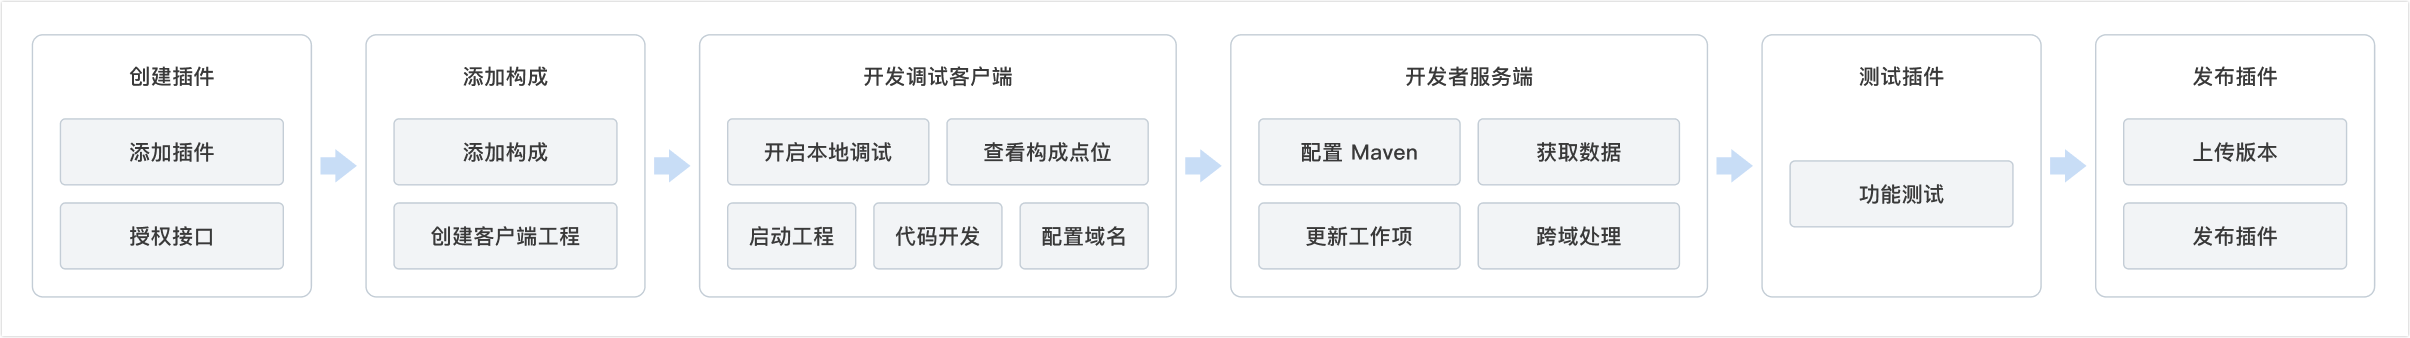 创建插件
添加插件
授权接口
添加构成
添加构成
创建客户端工程
开发调试客户端
开启本地调试
查看构成点位
启动工程
代码开发
配置域名
开发者服务端
配置 Maven
获取数据
更新工作项
跨域处理
测试插件
功能测试
发布插件
上传版本
发布插件